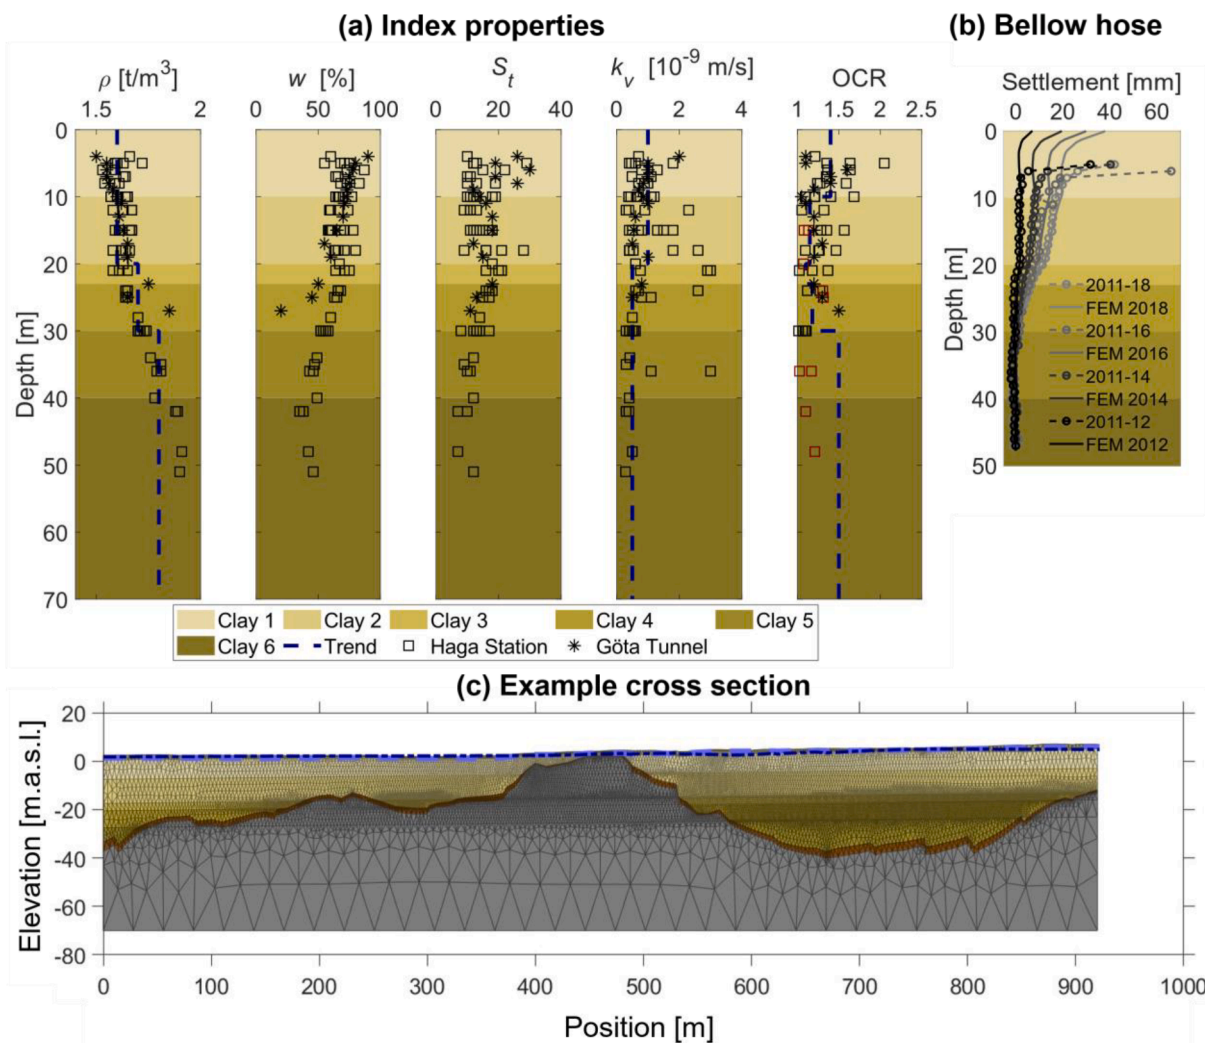 (a) Index properties
(b) Bellow hose
ρ [t/m³]
w [%]
S_t
k_v [10⁻⁹ m/s]
OCR
Settlement [mm]
1.5 2
0 50 100
0 20 40
0 2 4
1 1.5 2 2.5
0 20 40 60
Depth [m]
0
10
20
30
40
50
60
70
Depth [m]
0
10
20
30
40
50
2011-18
FEM 2018
2011-16
FEM 2016
2011-14
FEM 2014
2011-12
FEM 2012
Clay 1 Clay 2 Clay 3 Clay 4 Clay 5
Clay 6 Trend Haga Station Göta Tunnel
(c) Example cross section
Elevation [m.a.s.l.]
20
0
-20
-40
-60
-80
0 100 200 300 400 500 600 700 800 900 1000
Position [m]